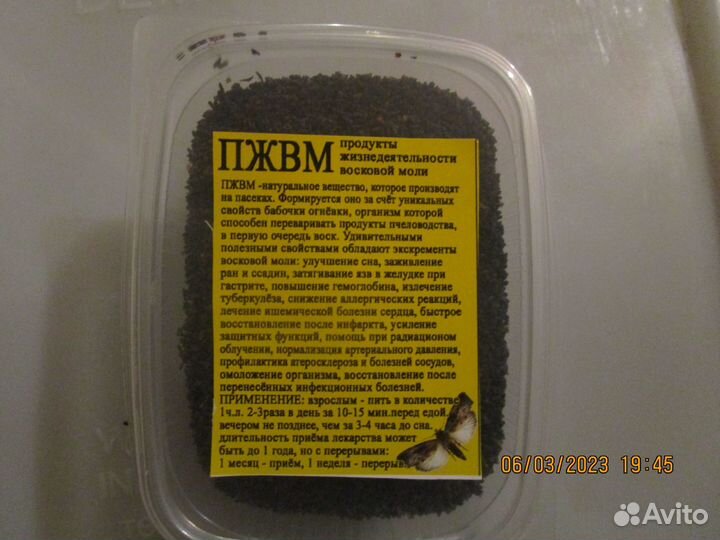 ПЖВМ
продукты
жизнедеятельности
восковой моли
ПЖВМ -натуральное вещество, которое производят
на пасеках. Формируется оно за счёт уникальных
свойств бабочки огнёвки, организм которой
способен переваривать продукты пчеловодства,
в первую очередь воск. Удивительными
полезными свойствами обладают экскременты
восковой моли: улучшение сна, заживление
ран и ссадин, затягивание язв в желудке при
гастрите, повышение гемоглобина, излечение
туберкулёза, снижение аллергических реакций,
лечение ишемической болезни сердца, быстрое
восстановление после инфаркта, усиление
защитных функций, помощь при радиационом
облучении, нормализация артериального давления,
профилактика атеросклероза и болезней сосудов,
омоложение организма, восстановление после
перенесённых инфекционных болезней.
ПРИМЕНЕНИЕ: взрослым - пить в количестве
1ч.л. 2-3раза в день за 10-15 мин.перед едой.
вечером не позднее, чем за 3-4 часа до сна.
длительность приёма лекарства может
быть до 1 года, но с перерывами:
1 месяц - приём, 1 неделя - перерыв.
06/03/2023 19:45
Avito